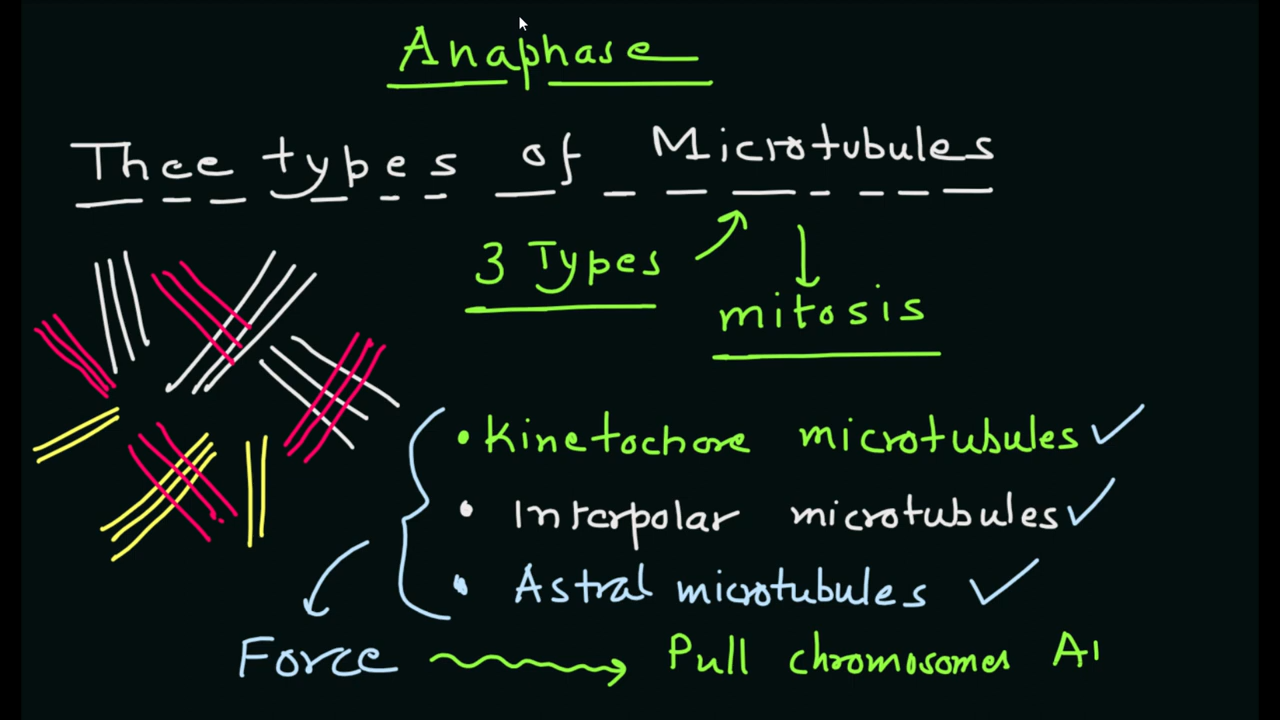 Anaphase
Thee types of Microtubules
3 Types
mitosis
• Kinetochore microtubules ✓
• Interpolar microtubules ✓
• Astral microtubules ✓
Force → Pull chromosomes